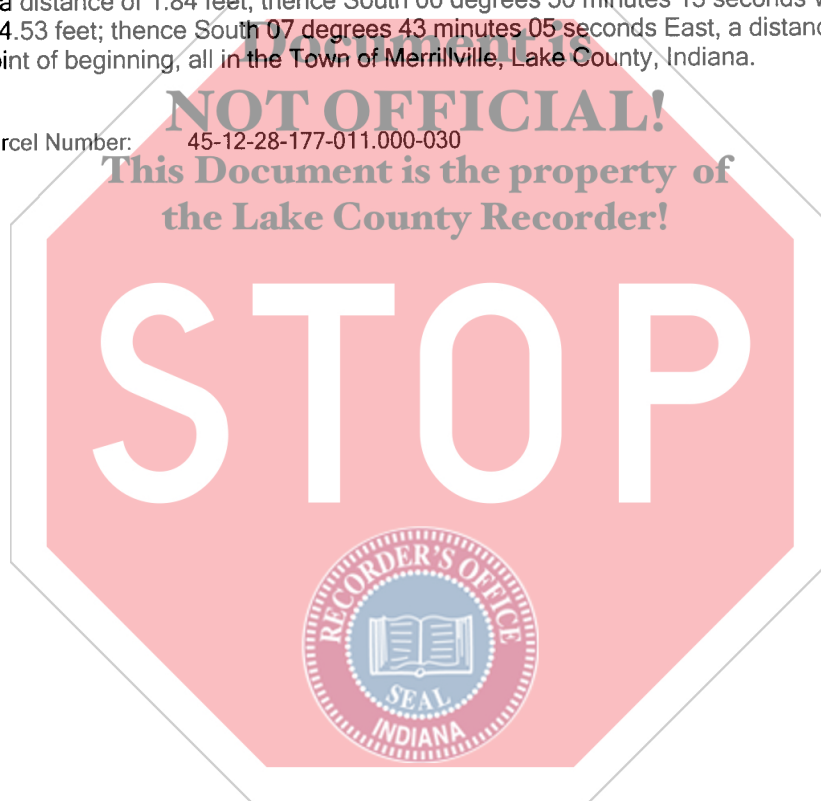 a distance of 1.84 feet; thence South 00 degrees 50 minutes 15 seconds
4.53 feet; thence South 07 degrees 43 minutes 05 seconds East, a distanc
int of beginning, all in the Town of Merrillville, Lake County, Indiana.
Document is
NOT OFFICIAL!
rcel Number: 45-12-28-177-011.000-030
This Document is the property of
the Lake County Recorder!
STOP
RECORDER'S OFFICE
SEAL
INDIANA